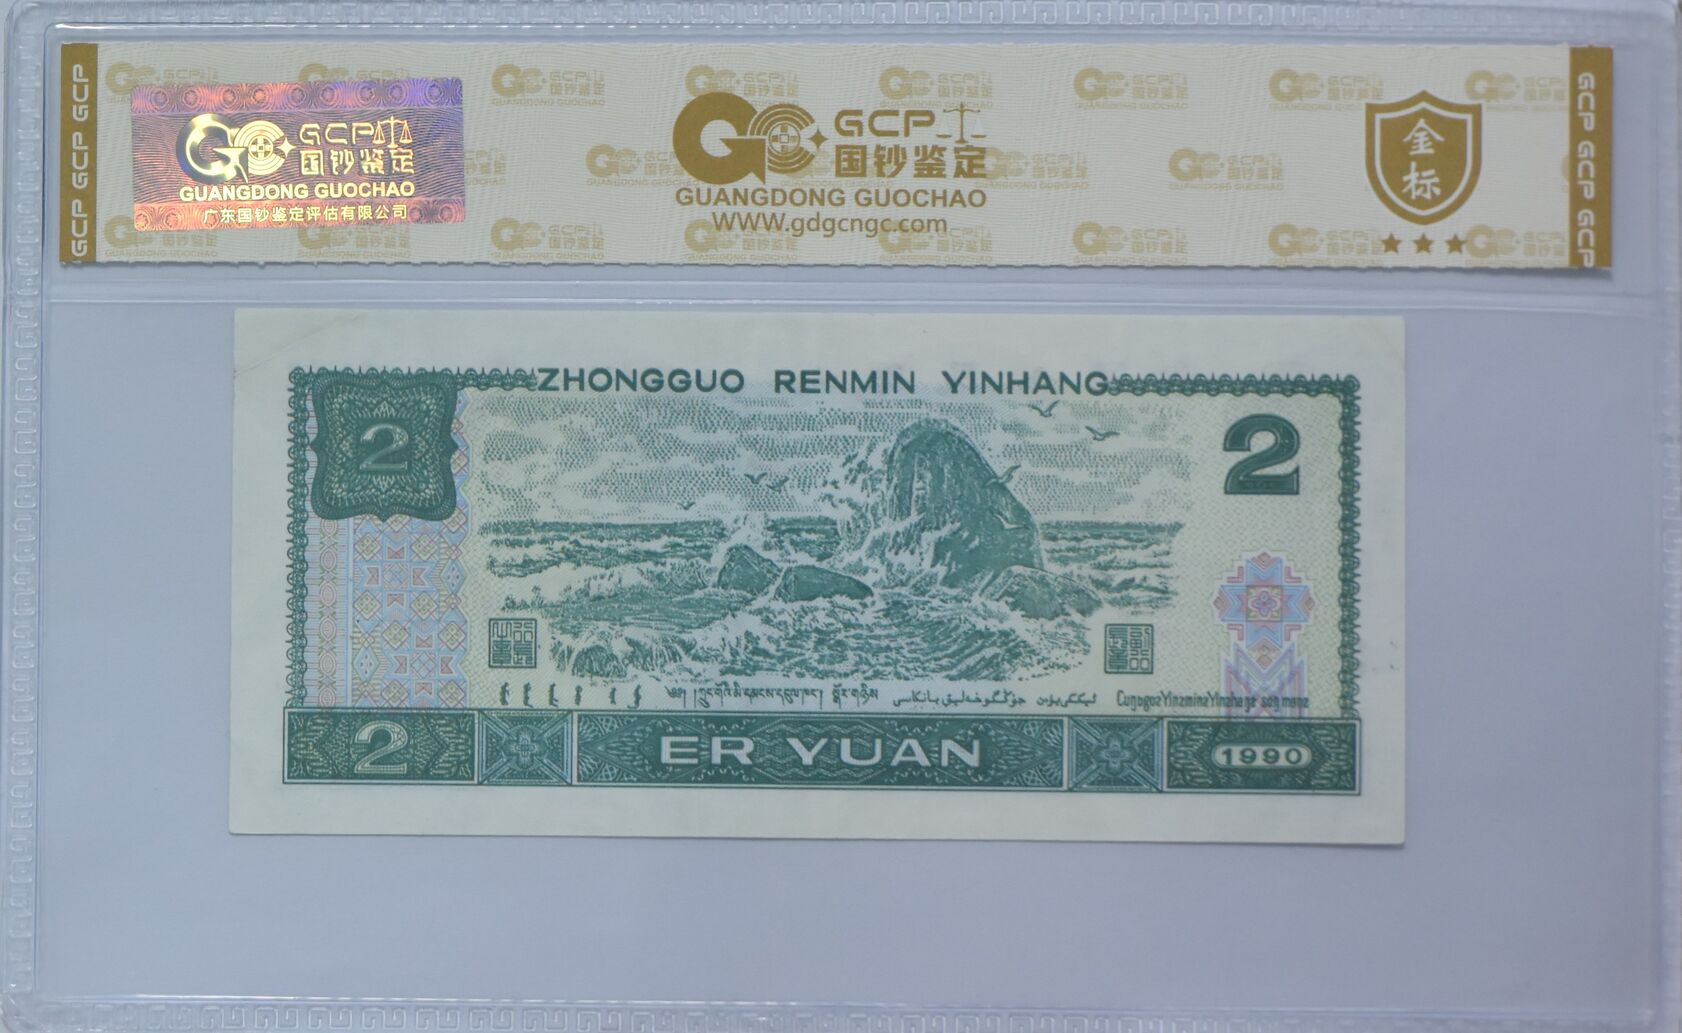 GCP GCP GCP
GCP
国钞鉴定
GUANGDONG GUOCHAO
广东国钞鉴定评估有限公司
GCP
国钞鉴定
GUANGDONG GUOCHAO
WWW.gdgcngc.com
金标
GCP GCP GCP
ZHONGGUO RENMIN YINHANG
2
2
2
ER YUAN
1990